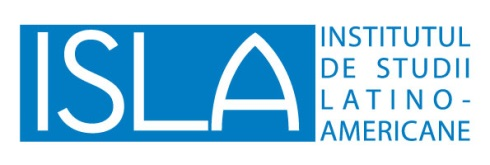 ISLA
INSTITUTUL
DE STUDII
LATINO-
AMERICANE